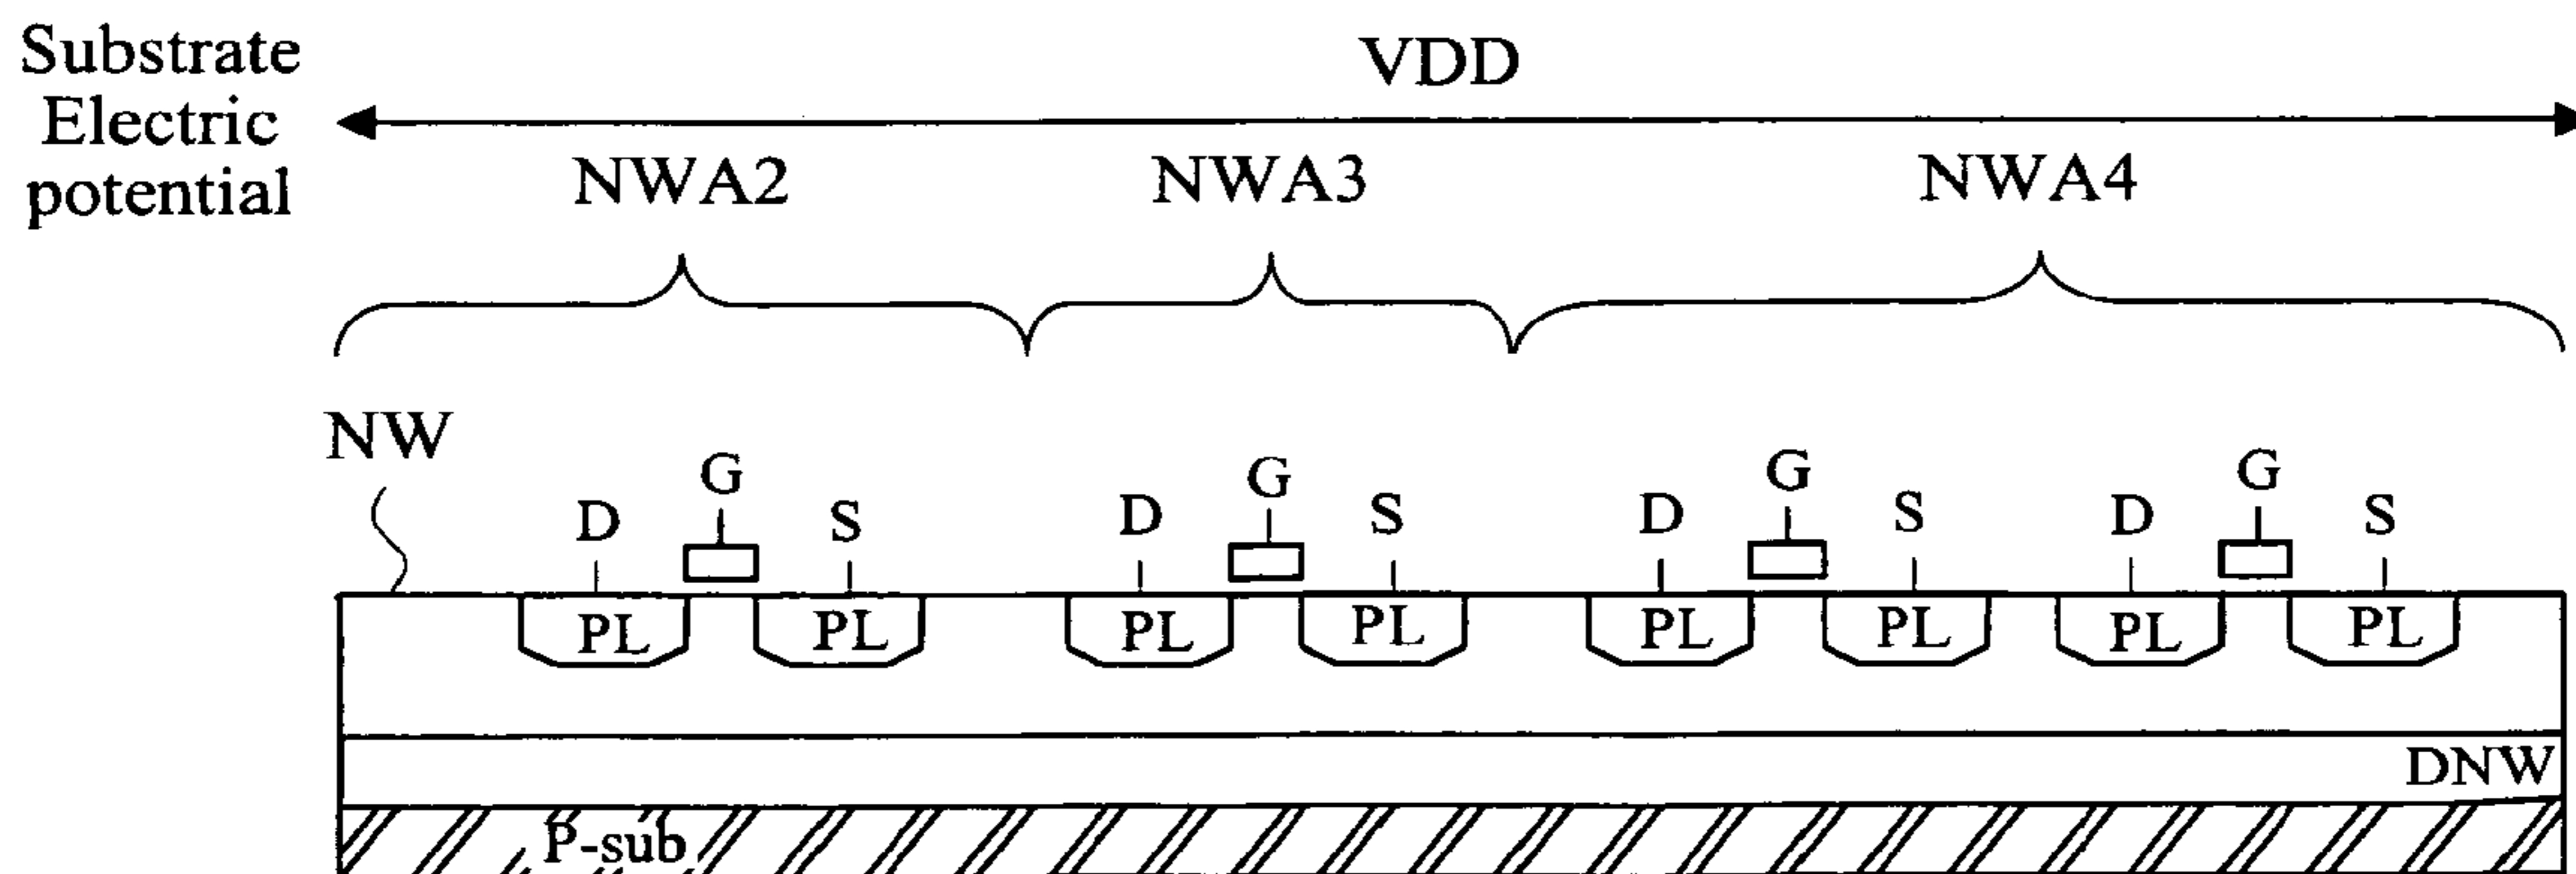 Substrate
Electric
potential
VDD
NWA2 NWA3 NWA4
NW
G G G G
D S D S D S D S
PL PL PL PL PL PL PL PL
DNW
P-sub